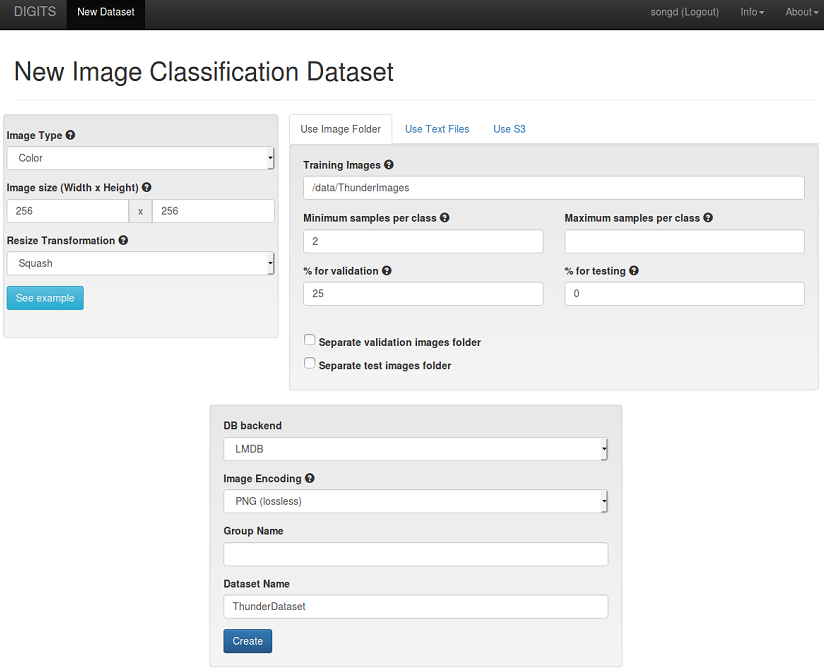 DIGITS New Dataset songd (Logout) Info About
New Image Classification Dataset
Image Type
Color
Image size (Width x Height)
256 x 256
Resize Transformation
Squash
See example
Use Image Folder Use Text Files Use S3
Training Images
/data/ThunderImages
Minimum samples per class Maximum samples per class
2
% for validation % for testing
25 0
Separate validation images folder
Separate test images folder
DB backend
LMDB
Image Encoding
PNG (lossless)
Group Name
Dataset Name
ThunderDataset
Create